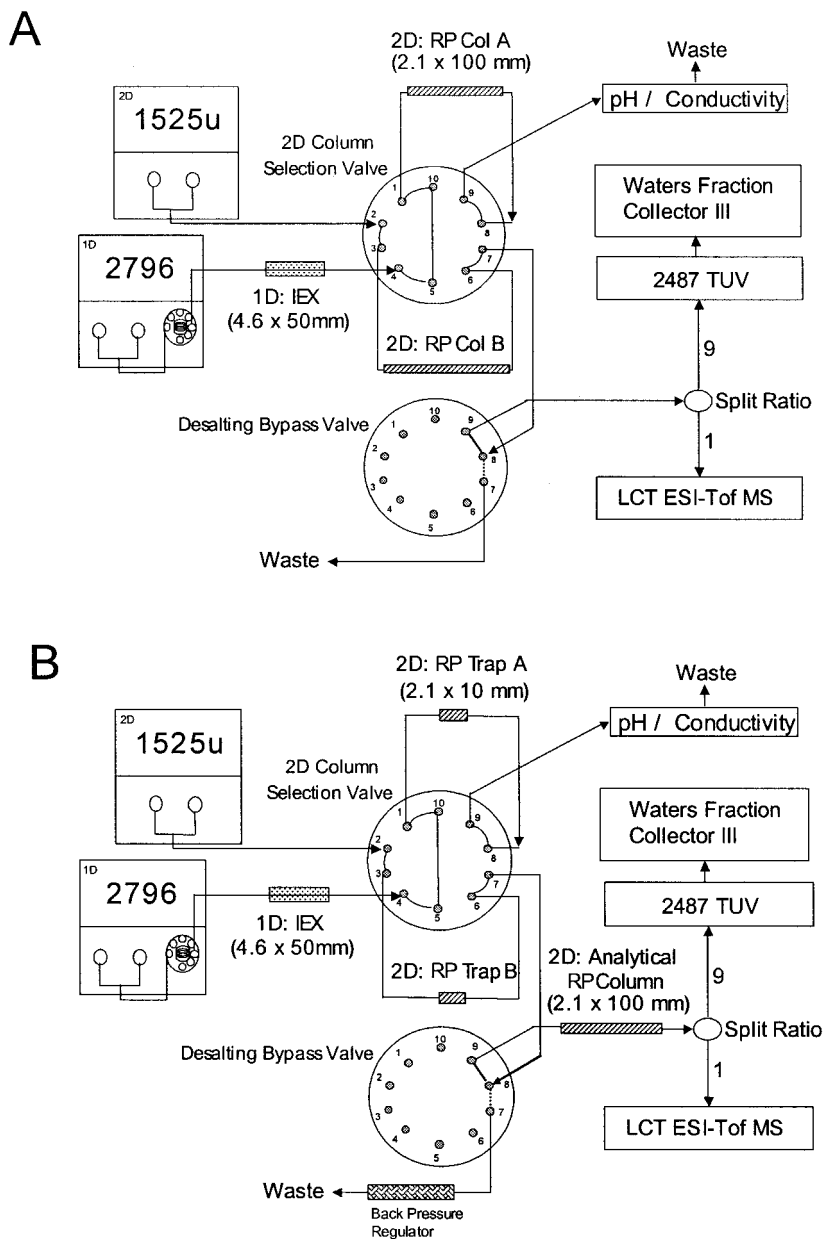 A
2D: RP Col A
(2.1 x 100 mm)
Waste
pH / Conductivity
2D
1525u
2D Column
Selection Valve
1
10
9
2
8
3
7
4
5
6
Waters Fraction
Collector III
1D
2796
1D: IEX
(4.6 x 50mm)
2487 TUV
2D: RP Col B
9
Split Ratio
1
Desalting Bypass Valve
10
1
9
2
8
3
7
4
6
5
LCT ESI-Tof MS
Waste
B
2D: RP Trap A
(2.1 x 10 mm)
Waste
pH / Conductivity
2D
1525u
2D Column
Selection Valve
1
10
9
2
8
3
7
4
5
6
Waters Fraction
Collector III
1D
2796
1D: IEX
(4.6 x 50mm)
2487 TUV
2D: RP Trap B
2D: Analytical
RP Column
(2.1 x 100 mm)
9
Split Ratio
1
Desalting Bypass Valve
10
1
9
2
8
3
7
4
6
5
LCT ESI-Tof MS
Waste
Back Pressure
Regulator